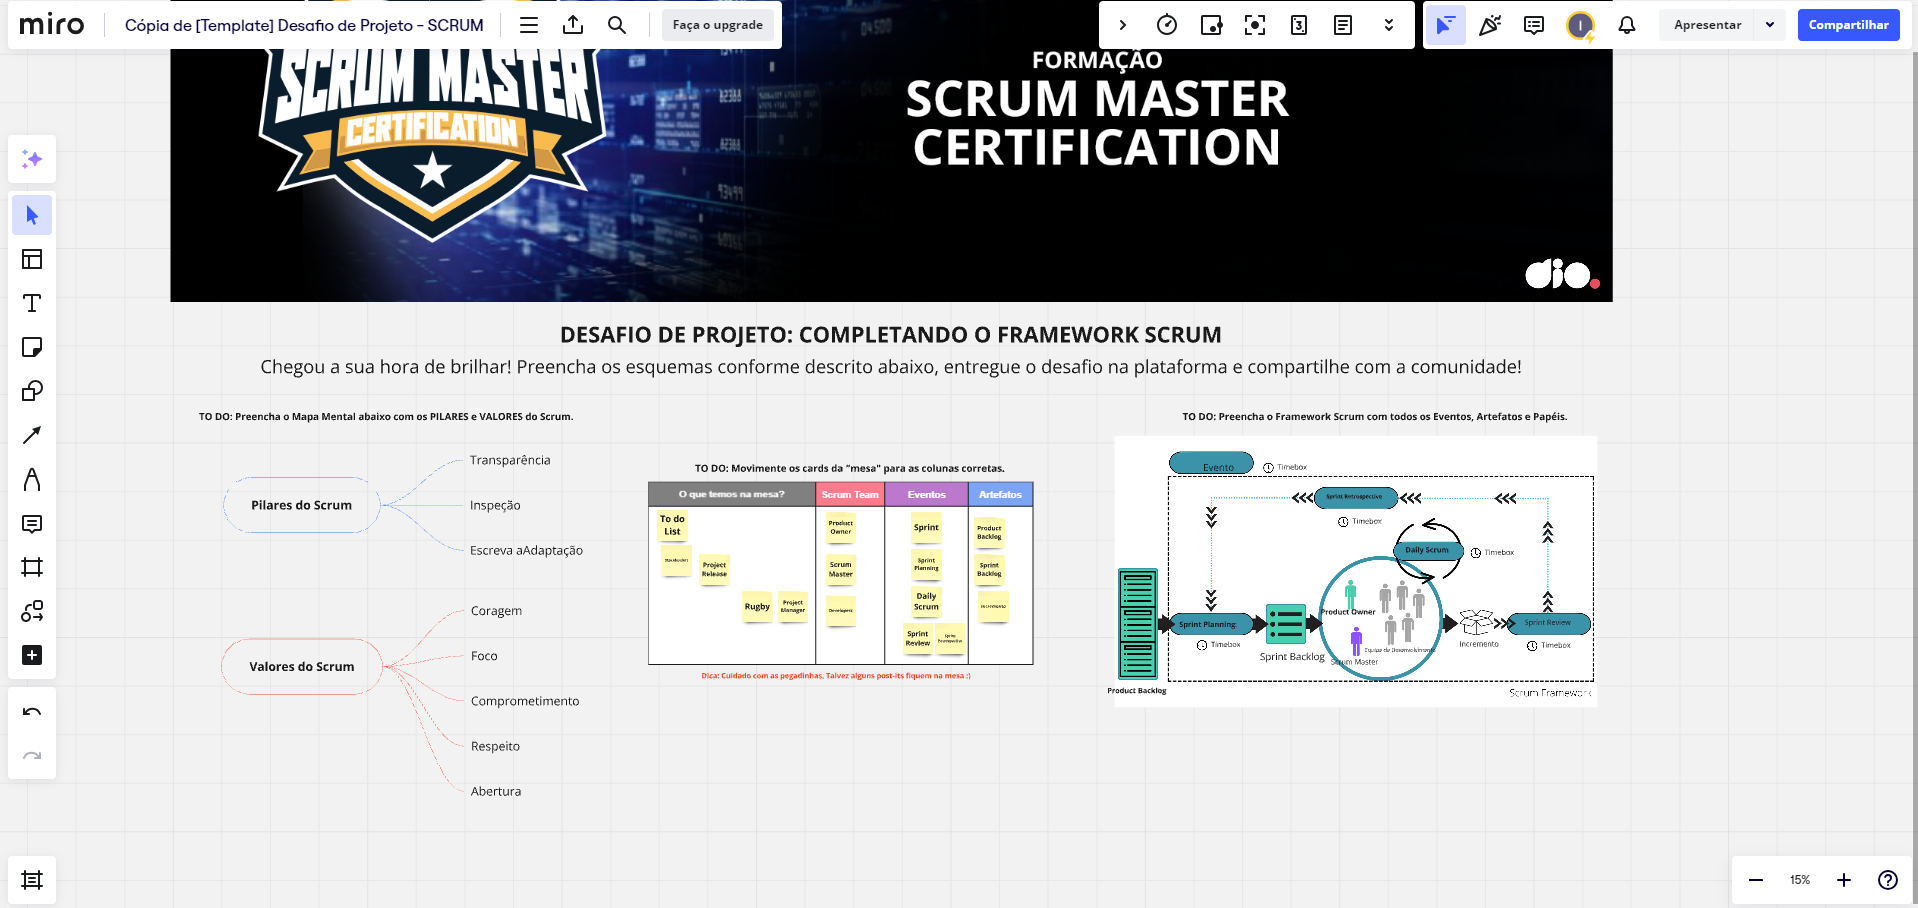 miro
Cópia de [Template] Desafio de Projeto - SCRUM
Faça o upgrade
3
I
Apresentar
Compartilhar
SCRUM MASTER
CERTIFICATION
FORMAÇÃO
SCRUM MASTER
CERTIFICATION
dio.
DESAFIO DE PROJETO: COMPLETANDO O FRAMEWORK SCRUM
Chegou a sua hora de brilhar! Preencha os esquemas conforme descrito abaixo, entregue o desafio na plataforma e compartilhe com a comunidade!
TO DO: Preencha o Mapa Mental abaixo com os PILARES e VALORES do Scrum.
Pilares do Scrum
Transparência
Inspeção
Escreva aAdaptação
Valores do Scrum
Coragem
Foco
Comprometimento
Respeito
Abertura
TO DO: Movimente os cards da "mesa" para as colunas corretas.
O que temos na mesa?
Scrum Team
Eventos
Artefatos
To do
List
Stakeholders
Project
Release
Rugby
Project
Manager
Product
Owner
Scrum
Master
Developers
Sprint
Sprint
Planning
Daily
Scrum
Sprint
Review
Sprint
Retrospective
Product
Backlog
Sprint
Backlog
Incremento
Dica: Cuidado com as pegadinhas, Talvez alguns post-its fiquem na mesa :)
TO DO: Preencha o Framework Scrum com todos os Eventos, Artefatos e Papéis.
Evento
Timebox
Sprint Retrospective
Timebox
Daily Scrum
Timebox
Product Owner
Sprint Planning:
Timebox
Sprint Backlog
Equipe de Desenvolvimento
Scrum Master
Incremento
Sprint Review
Timebox
Product Backlog
Scrum Framework
15%